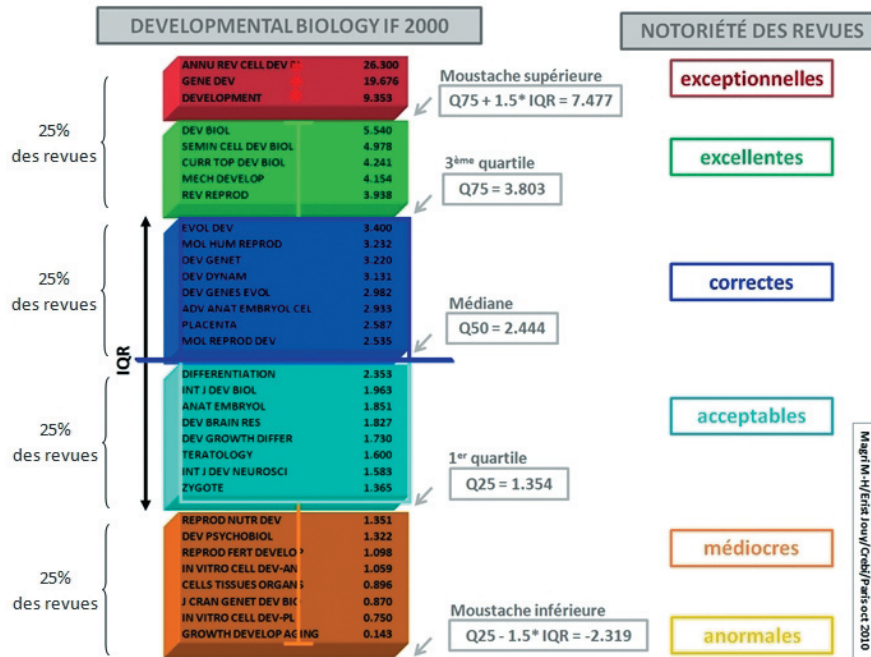 DEVELOPMENTAL BIOLOGY IF 2000
NOTORIÉTÉ DES REVUES
ANNU REV CELL DEV 26.300
GENE DEV 19.676
DEVELOPMENT 9.353
Moustache supérieure
Q75 + 1.5* IQR = 7.477
exceptionnelles
25%
des revues
DEV BIOL 5.540
SEMIN CELL DEV BIOL 4.978
CURR TOP DEV BIOL 4.241
MECH DEVELOP 4.154
REV REPROD 3.938
3ème quartile
Q75 = 3.803
excellentes
IQR
25%
des revues
EVOL DEV 3.400
MOL HUM REPROD 3.232
DEV GENET 3.220
DEV DYNAM 3.131
DEV GENES EVOL 2.982
ADV ANAT EMBRYOL CEL 2.933
PLACENTA 2.587
MOL REPROD DEV 2.535
Médiane
Q50 = 2.444
correctes
25%
des revues
DIFFERENTIATION 2.353
INT J DEV BIOL 1.963
ANAT EMBRYOL 1.851
DEV BRAIN RES 1.827
DEV GROWTH DIFFER 1.730
TERATOLOGY 1.600
INT J DEV NEUROSCI 1.583
ZYGOTE 1.365
1er quartile
Q25 = 1.354
acceptables
25%
des revues
REPROD NUTR DEV 1.351
DEV PSYCHOBIOL 1.322
REPROD FERT DEVELOP 1.098
IN VITRO CELL DEV-AN 1.059
CELLS TISSUES ORGANS 0.896
J CRAN GENET DEV BIO 0.870
IN VITRO CELL DEV-PL 0.750
GROWTH DEVELOP AGING 0.143
Moustache inférieure
Q25 - 1.5* IQR = -2.319
médiocres
anormales
Magri M-H/Erist Jouy/Crebi/Paris oct 2010